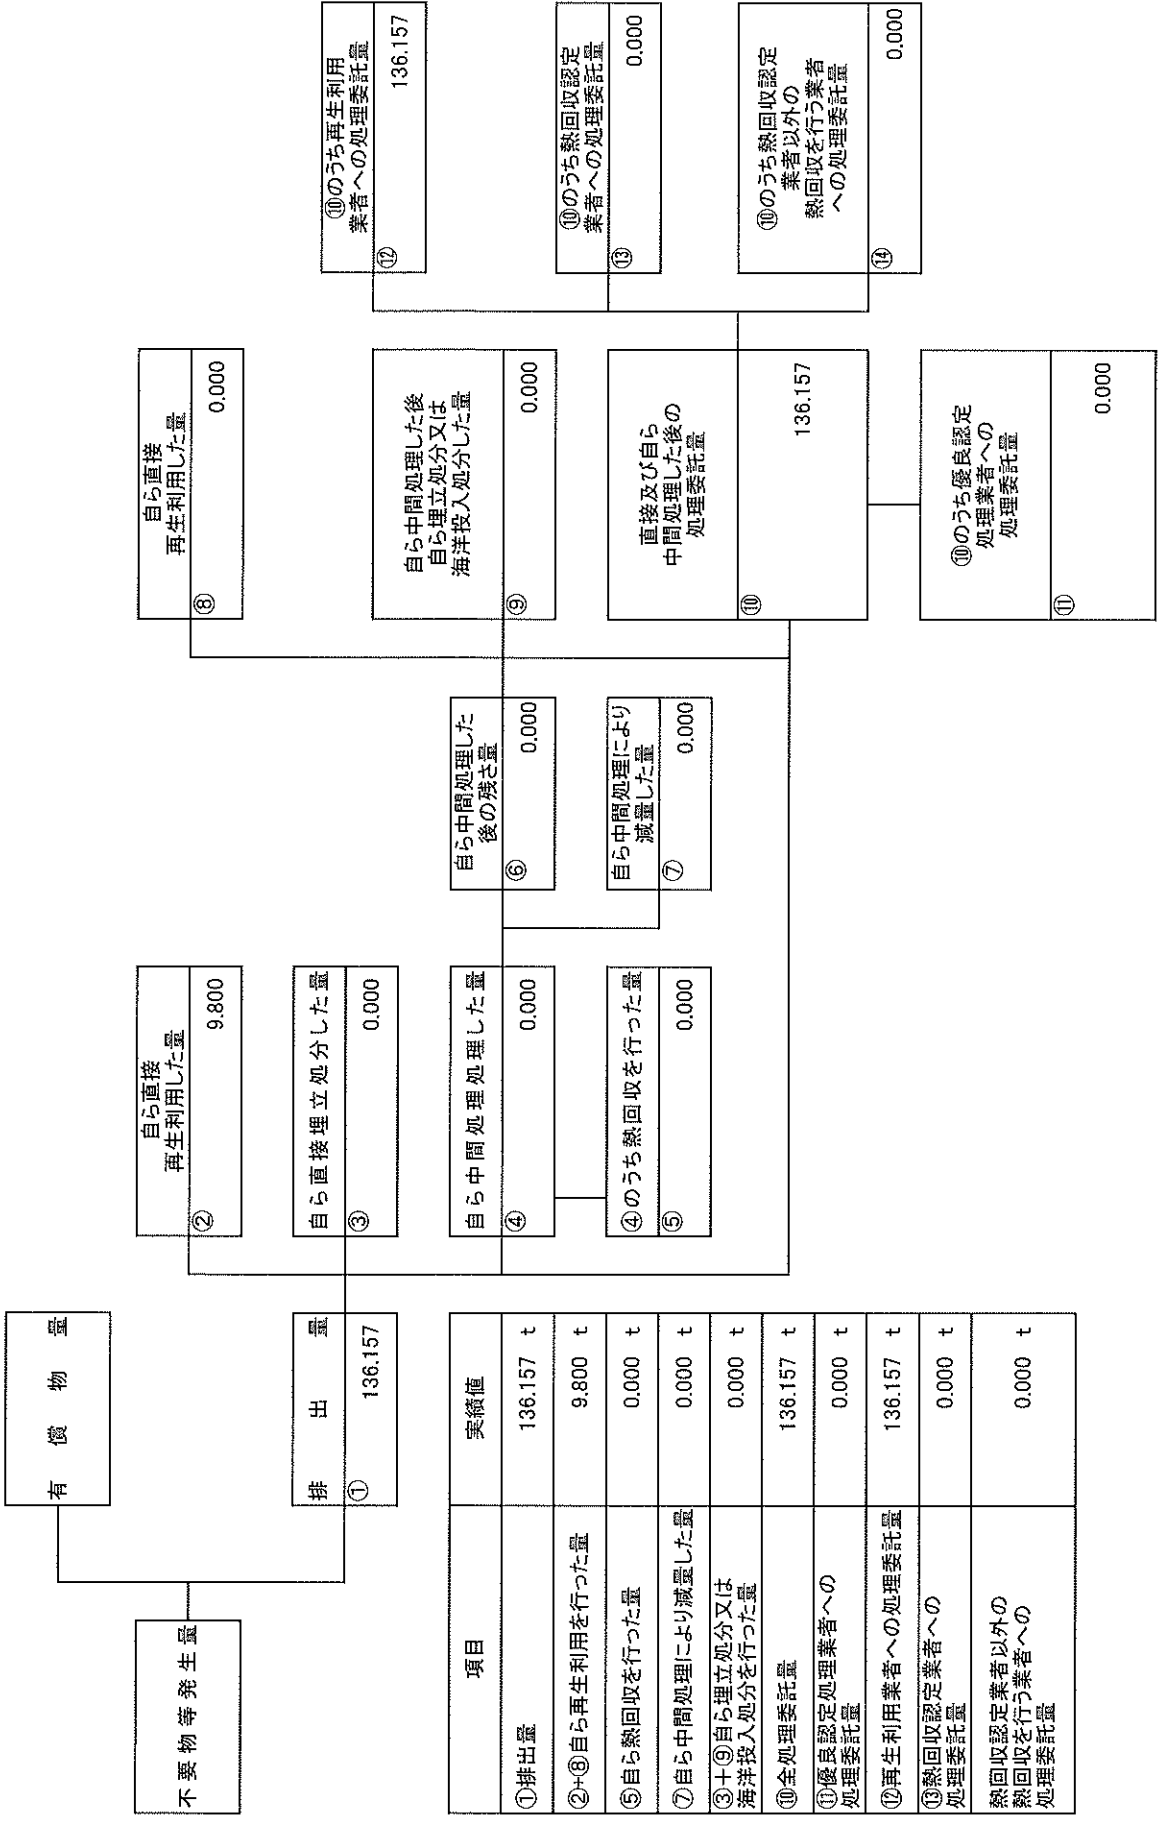 不要物等発生量
有償物量
排出量
① 136.157
自ら直接
再生利用した量
② 9.800
自ら直接埋立処分した量
③ 0.000
自ら中間処理処理した量
④ 0.000
④のうち熱回収を行った量
⑤ 0.000
自ら中間処理した
後の残さ量
⑥ 0.000
自ら中間処理により
減量した量
⑦ 0.000
自ら直接
再生利用した量
⑧ 0.000
自ら中間処理した後
自ら埋立処分又は
海洋投入処分した量
⑨ 0.000
直接及び自ら
中間処理した後の
処理委託量
⑩ 136.157
⑩のうち優良認定
処理業者への
処理委託量
⑪ 0.000
⑩のうち再生利用
業者への処理委託量
⑫ 136.157
⑩のうち熱回収認定
業者への処理委託量
⑬ 0.000
⑩のうち熱回収認定
業者以外の
熱回収を行う業者
への処理委託量
⑭ 0.000
項目 実績値
①排出量 136.157 t
②+⑧自ら再生利用を行った量 9.800 t
⑤自ら熱回収を行った量 0.000 t
⑦自ら中間処理により減量した量 0.000 t
③+⑨自ら埋立処分又は
海洋投入処分を行った量 0.000 t
⑩全処理委託量 136.157 t
⑪優良認定処理業者への
処理委託量 0.000 t
⑫再生利用業者への処理委託量 136.157 t
⑬熱回収認定業者への
処理委託量 0.000 t
熱回収認定業者以外の
熱回収を行う業者への
処理委託量 0.000 t